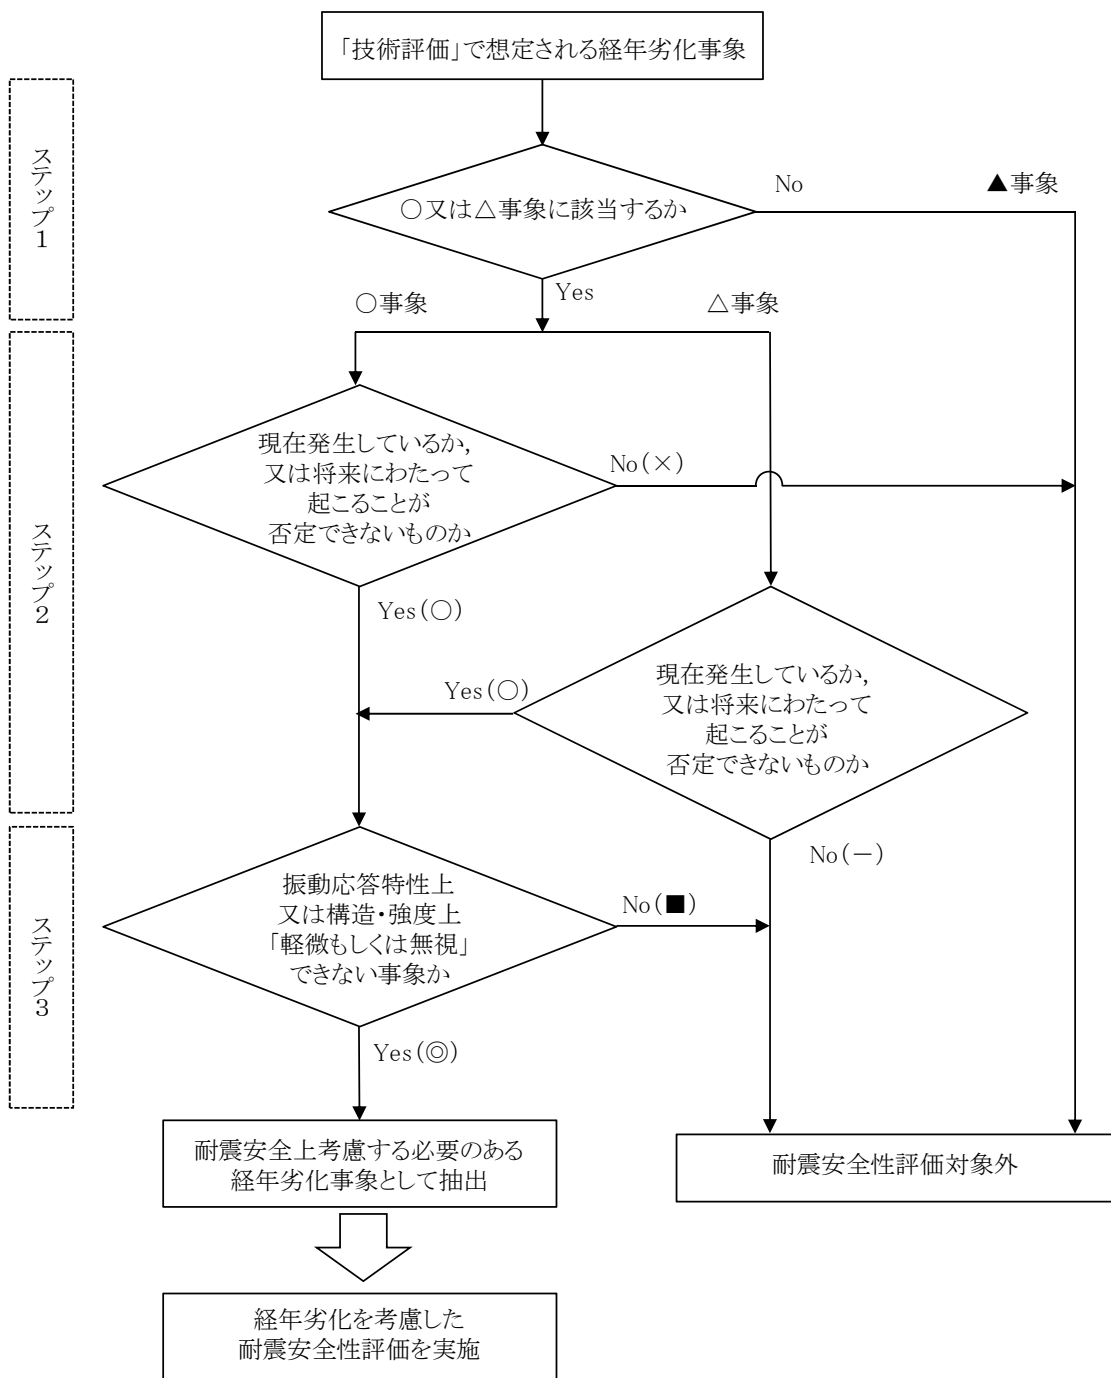 「技術評価」で想定される経年劣化事象
ステップ１
○又は△事象に該当するか
No
▲事象
Yes
○事象
△事象
ステップ２
現在発生しているか,
又は将来にわたって
起こることが
否定できないものか
No(×)
Yes(○)
現在発生しているか,
又は将来にわたって
起こることが
否定できないものか
Yes(○)
No(－)
ステップ３
振動応答特性上
又は構造・強度上
「軽微もしくは無視」
できない事象か
No(■)
Yes(◎)
耐震安全上考慮する必要のある
経年劣化事象として抽出
耐震安全性評価対象外
経年劣化を考慮した
耐震安全性評価を実施